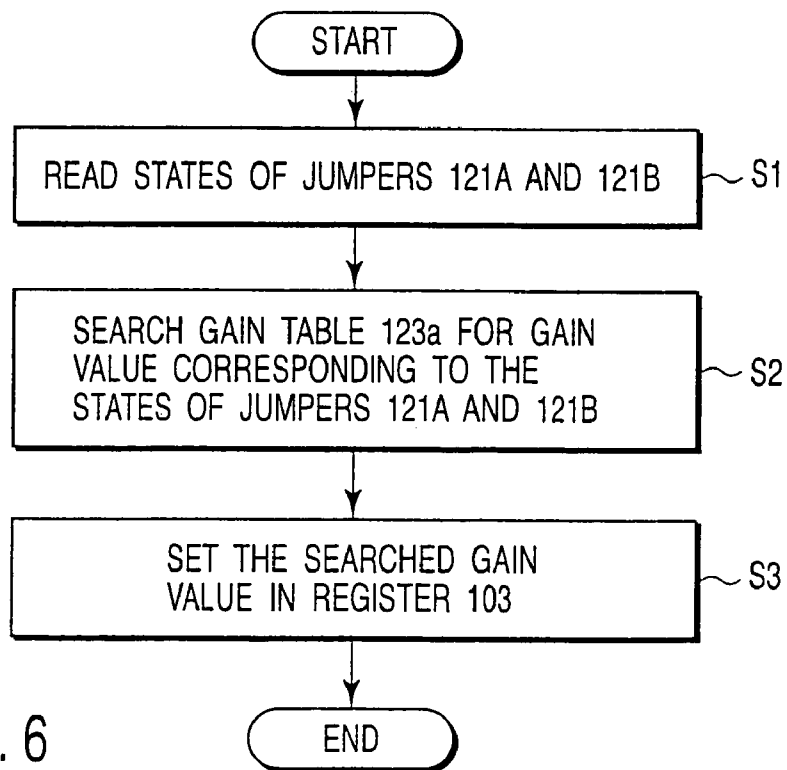 START
READ STATES OF JUMPERS 121A AND 121B
S1
SEARCH GAIN TABLE 123a FOR GAIN
VALUE CORRESPONDING TO THE
STATES OF JUMPERS 121A AND 121B
S2
SET THE SEARCHED GAIN
VALUE IN REGISTER 103
S3
END
. 6